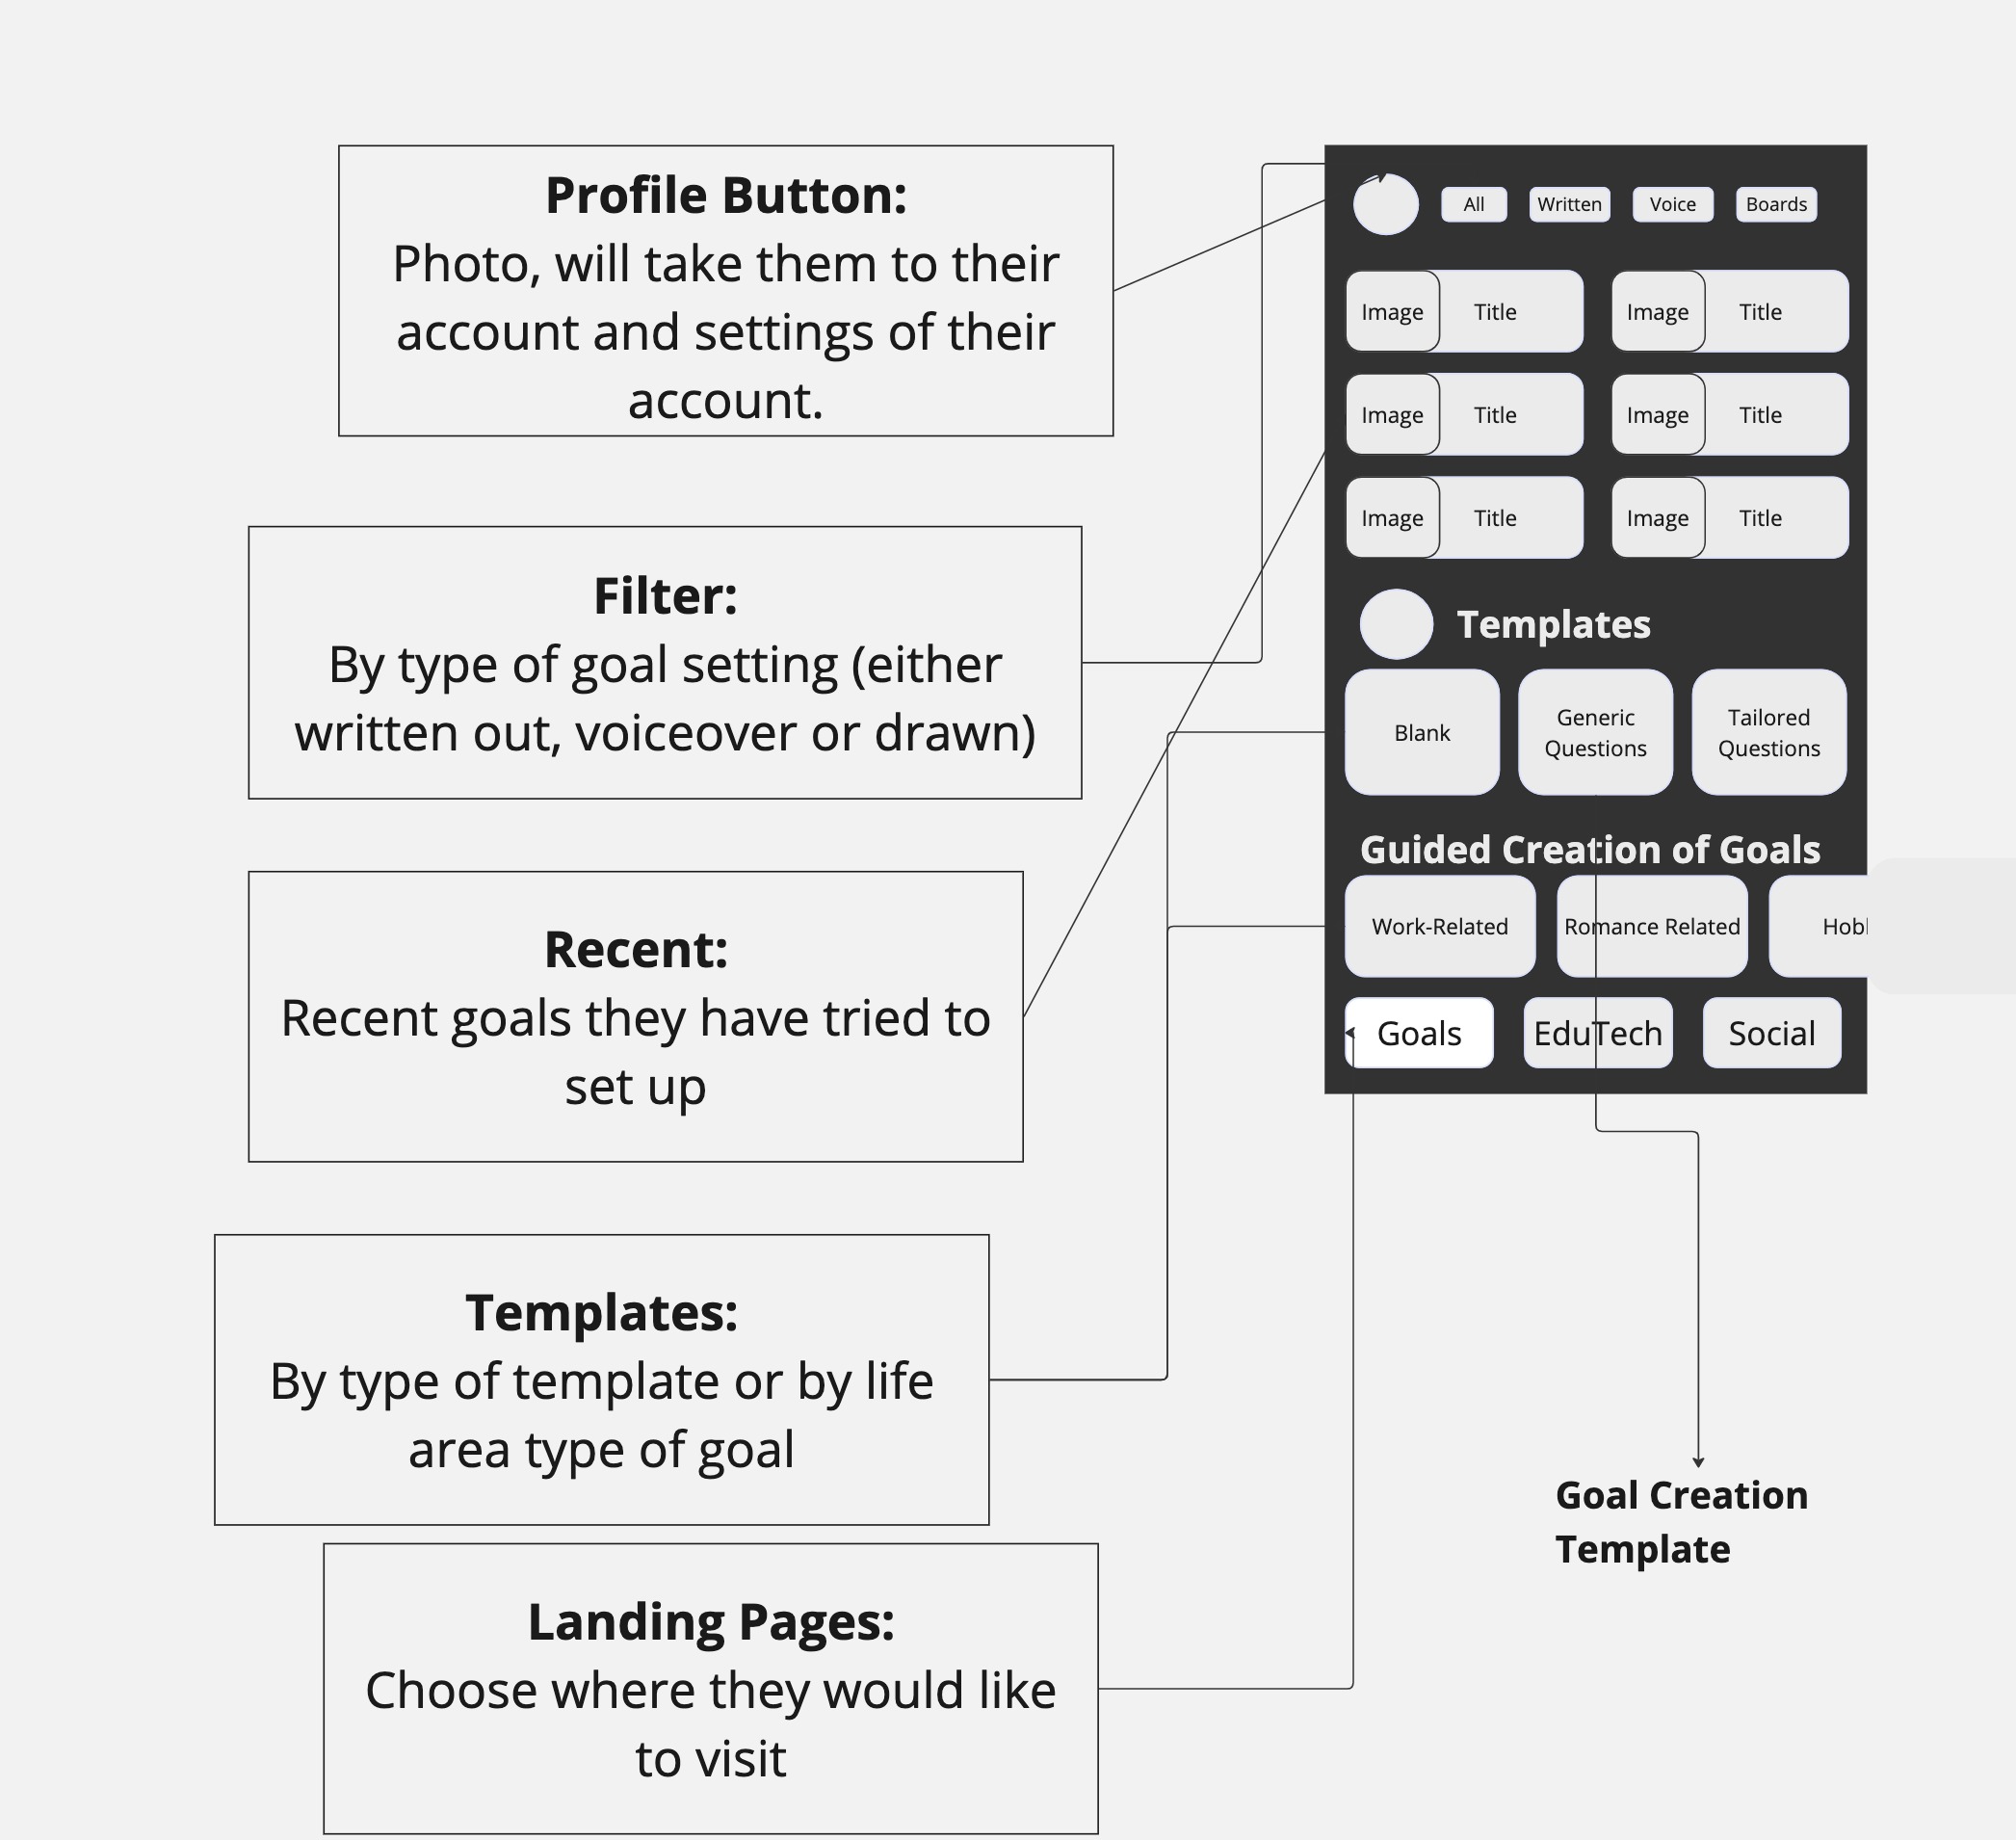 Profile Button:
Photo, will take them to their
account and settings of their
account.
Filter:
By type of goal setting (either
written out, voiceover or drawn)
Recent:
Recent goals they have tried to
set up
Templates:
By type of template or by life
area type of goal
Landing Pages:
Choose where they would like
to visit
All Written Voice Boards
Image Title Image Title
Image Title Image Title
Image Title Image Title
Templates
Blank
Generic
Questions
Tailored
Questions
Guided Creation of Goals
Work-Related Romance Related
Goals EduTech Social
Goal Creation
Template